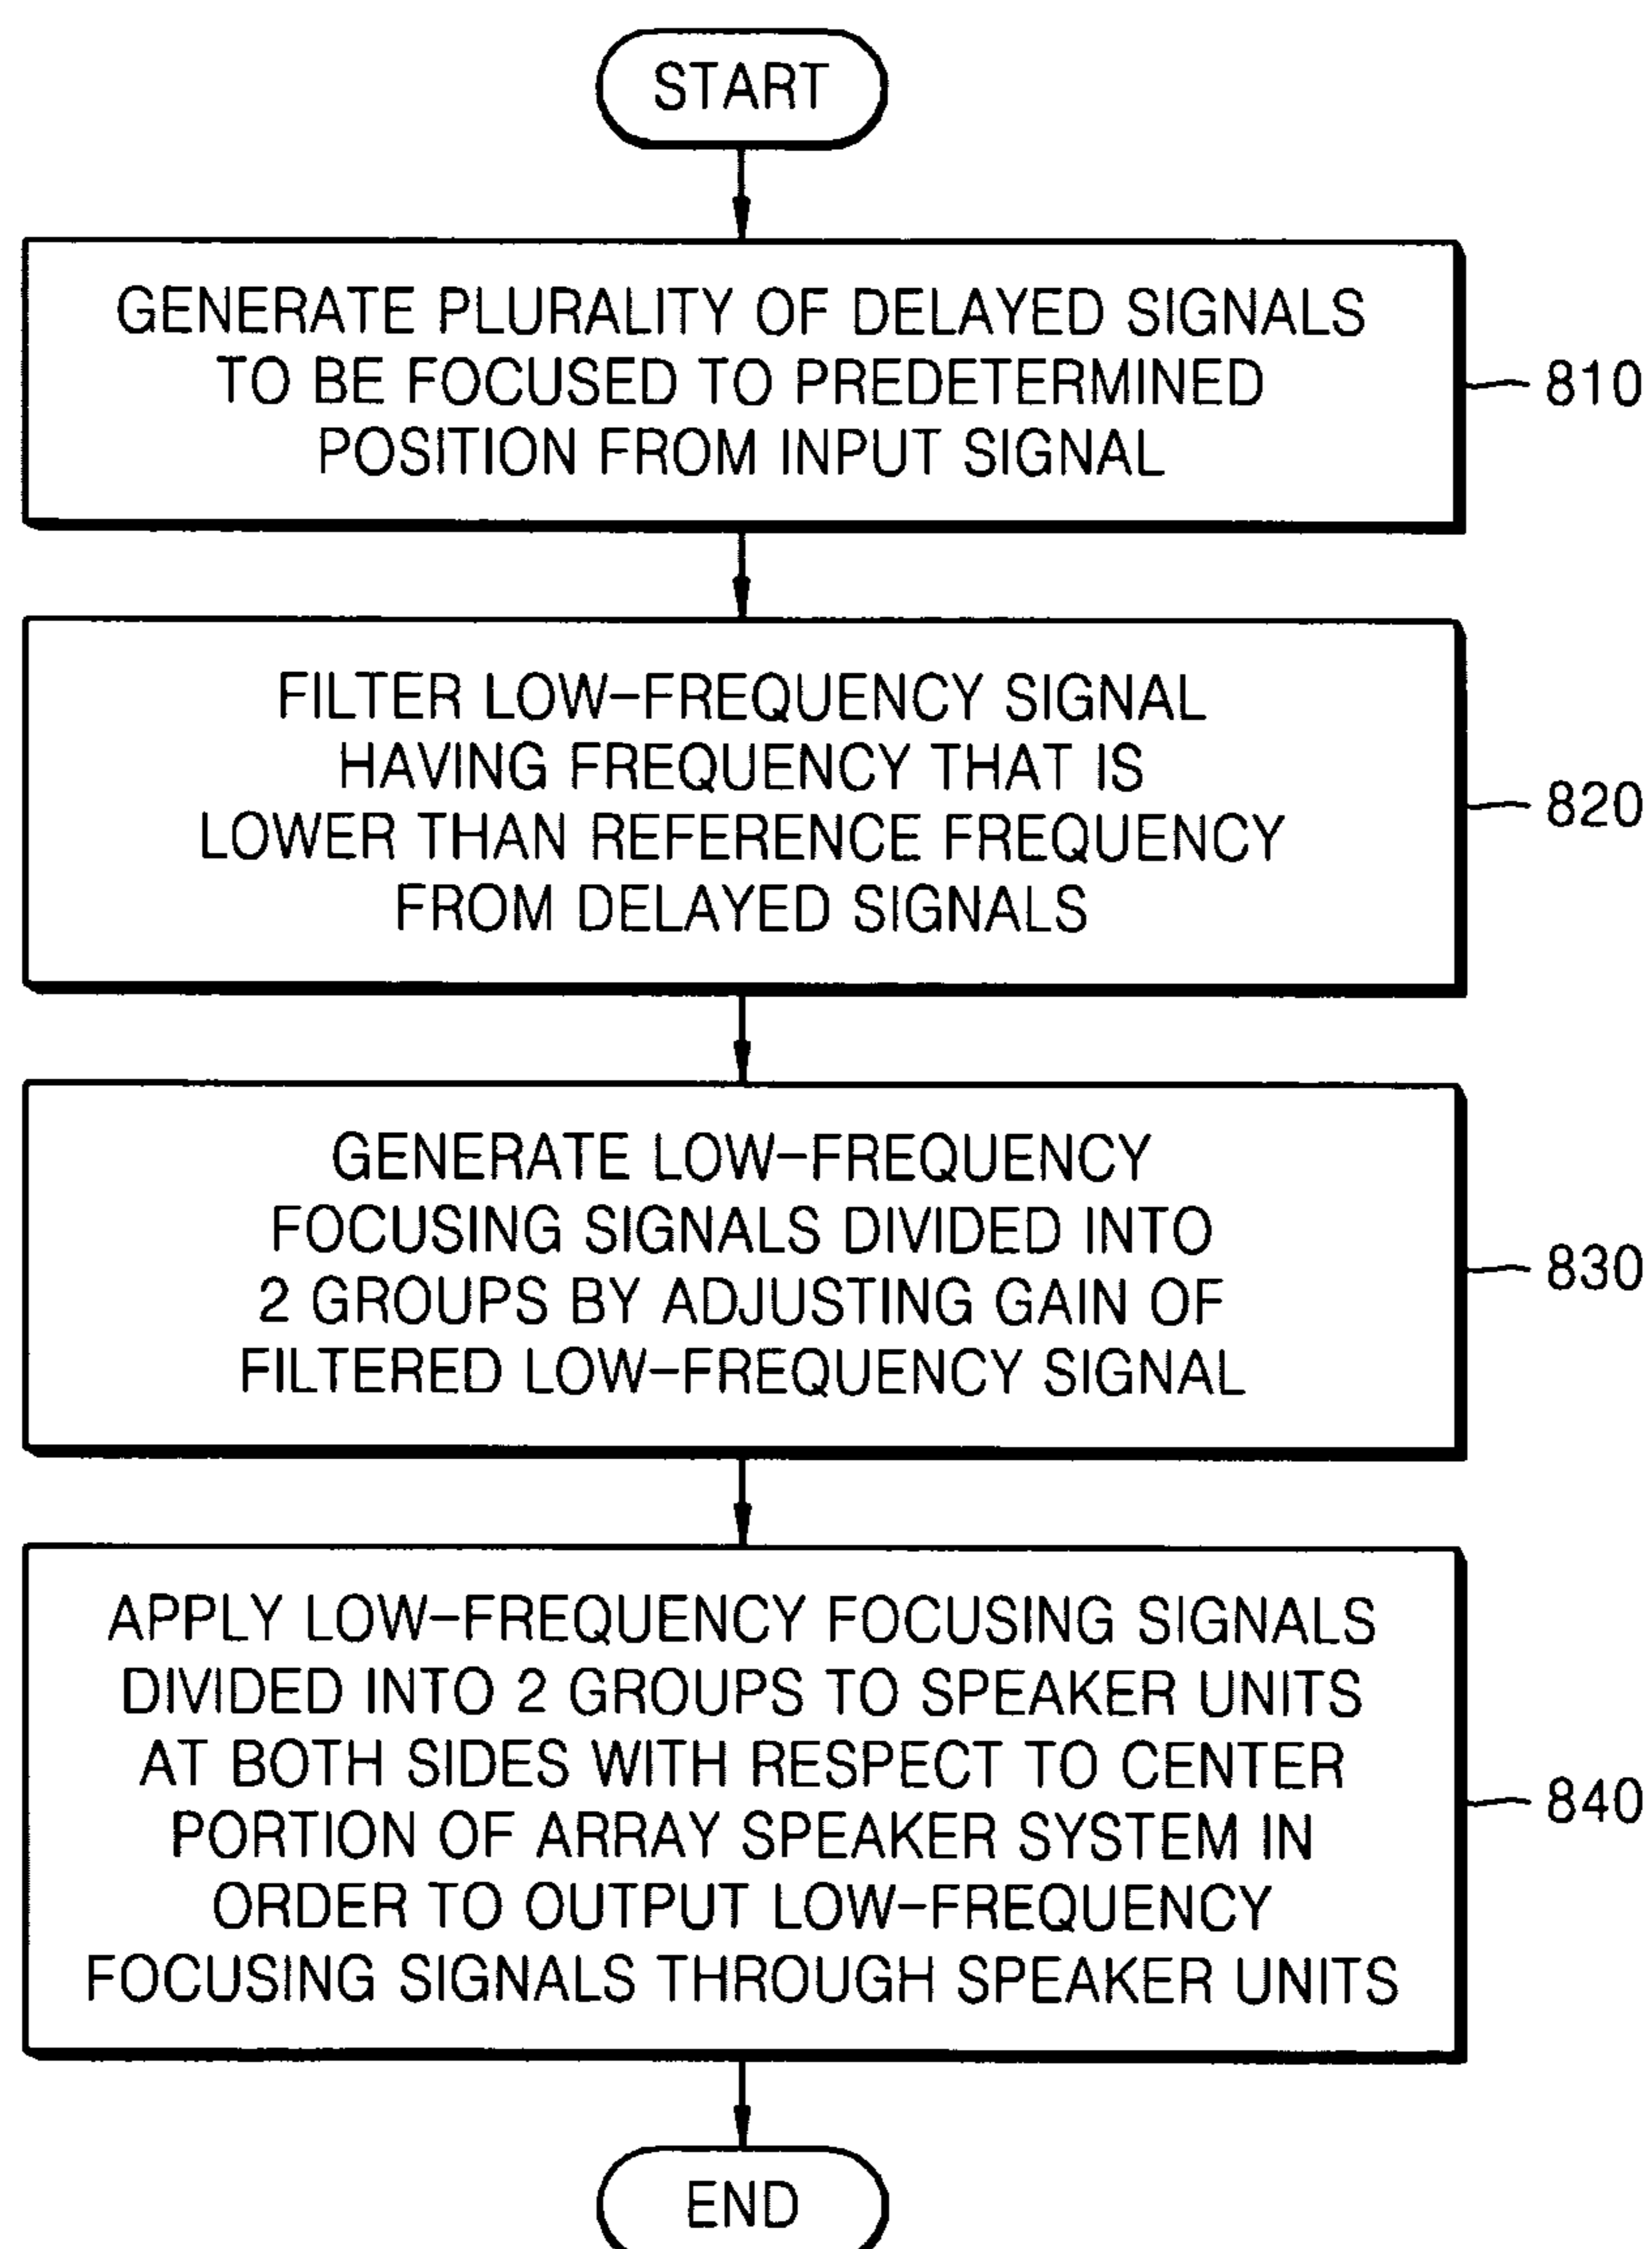 START
GENERATE PLURALITY OF DELAYED SIGNALS
TO BE FOCUSED TO PREDETERMINED
POSITION FROM INPUT SIGNAL
810
FILTER LOW-FREQUENCY SIGNAL
HAVING FREQUENCY THAT IS
LOWER THAN REFERENCE FREQUENCY
FROM DELAYED SIGNALS
820
GENERATE LOW-FREQUENCY
FOCUSING SIGNALS DIVIDED INTO
2 GROUPS BY ADJUSTING GAIN OF
FILTERED LOW-FREQUENCY SIGNAL
830
APPLY LOW-FREQUENCY FOCUSING SIGNALS
DIVIDED INTO 2 GROUPS TO SPEAKER UNITS
AT BOTH SIDES WITH RESPECT TO CENTER
PORTION OF ARRAY SPEAKER SYSTEM IN
ORDER TO OUTPUT LOW-FREQUENCY
FOCUSING SIGNALS THROUGH SPEAKER UNITS
840
END